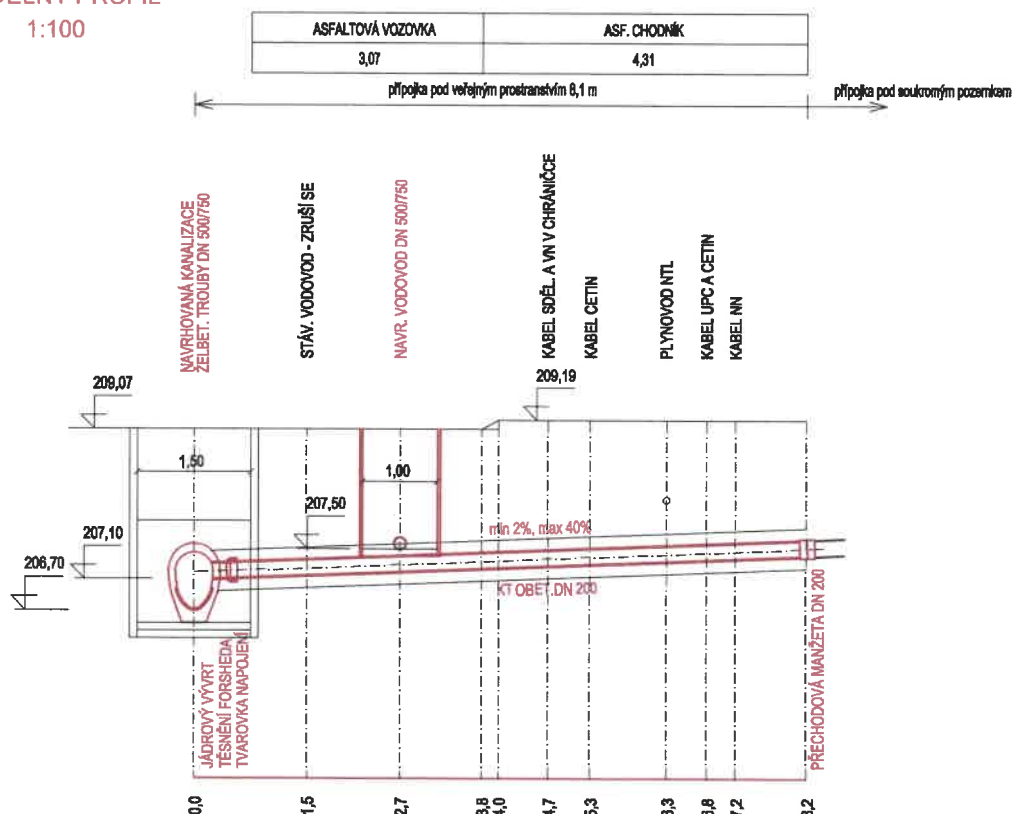 1:100
ASFALTOVÁ VOZOVKA
ASF. CHODNÍK
3,07
4,31
přípojka pod veřejným prostranstvím 8,1 m
přípojka pod soukromým pozemkem
NAVRHOVANÁ KANALIZACE
ŽELBET. TROUBY DN 500/750
STÁV. VODOVOD - ZRUŠÍ SE
NAVR. VODOVOD DN 500/750
KABEL SDĚL. A VN V CHRÁNIČCE
KABEL CETIN
PLYNOVOD NTL
KABEL UPC A CETIN
KABEL NN
209,07
209,19
1,50
1,00
207,50
207,10
206,70
min 2%, max 40%
KT OBET.DN 200
JÁDROVÝ VÝVRT
TĚSNĚNÍ FORSHEDA
TVAROVKA NAPOJENÍ
PŘECHODOVÁ MANŽETA DN 200
0,0
1,5
2,7
3,8
4,0
4,7
5,3
6,3
6,8
7,2
8,2